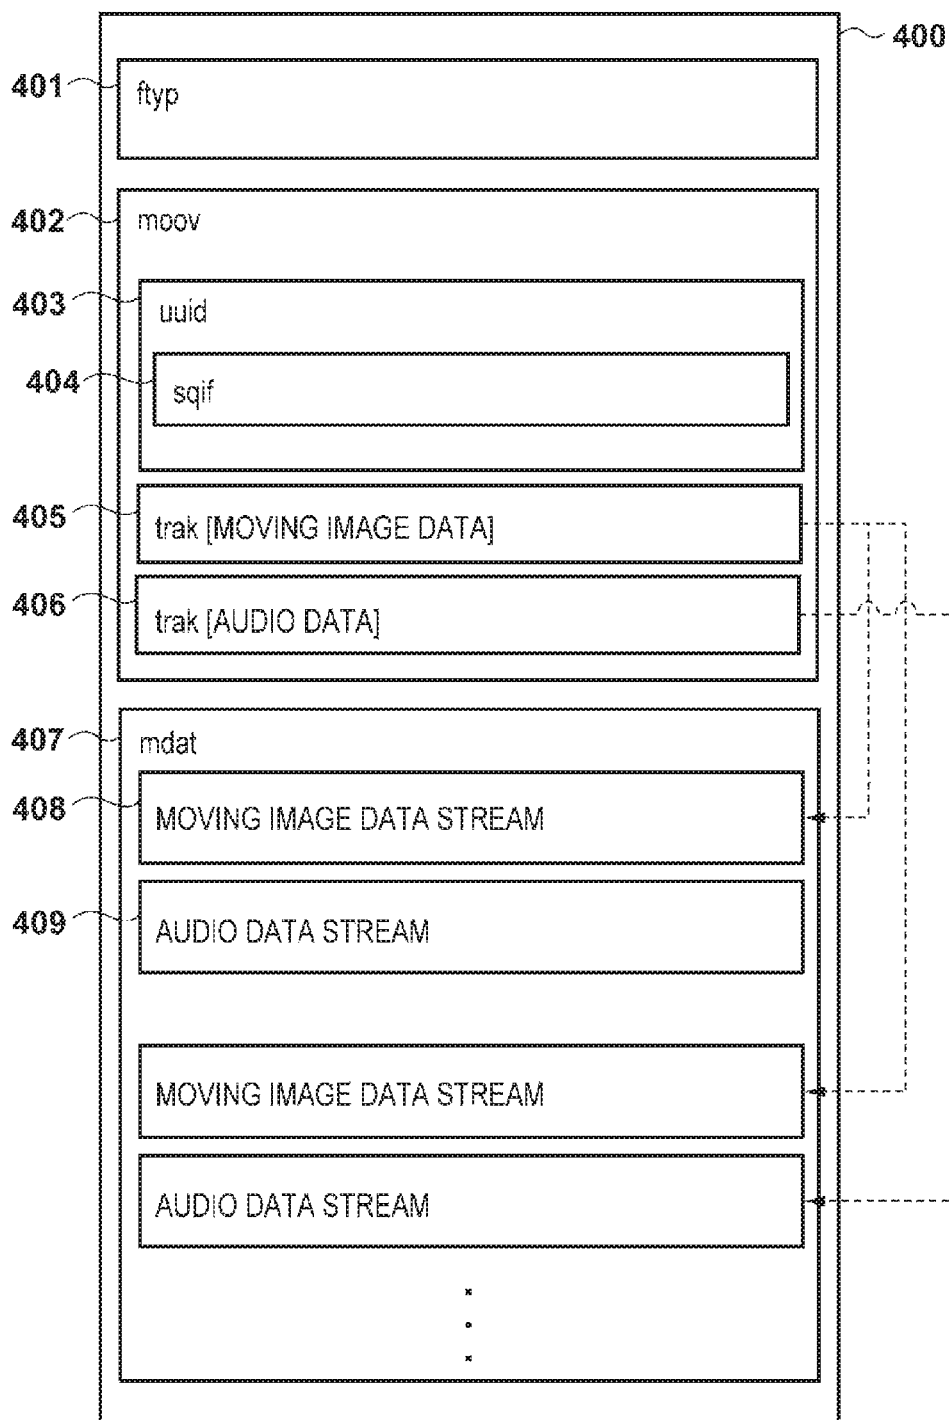 400
401 ftyp
402 moov
403 uuid
404 sqif
405 trak [MOVING IMAGE DATA]
406 trak [AUDIO DATA]
407 mdat
408 MOVING IMAGE DATA STREAM
409 AUDIO DATA STREAM
MOVING IMAGE DATA STREAM
AUDIO DATA STREAM